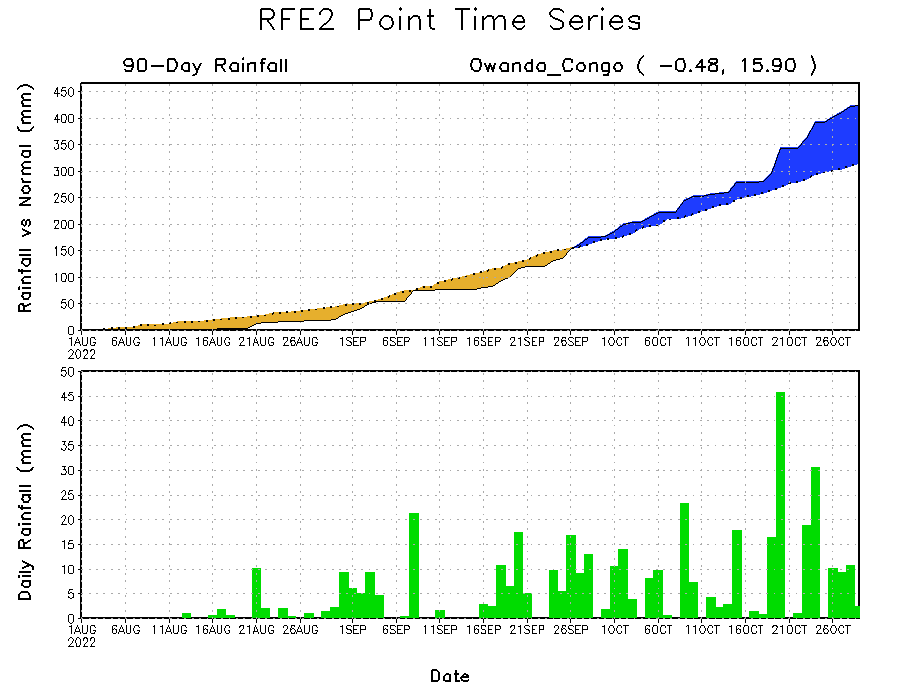 RFE2 Point Time Series
90-Day Rainfall
Owando_Congo ( -0.48, 15.90 )
Rainfall vs Normal (mm)
450
400
350
300
250
200
150
100
50
0
1AUG 6AUG 11AUG 16AUG 21AUG 26AUG 1SEP 6SEP 11SEP 16SEP 21SEP 26SEP 1OCT 6OCT 11OCT 16OCT 21OCT 26OCT
2022
Daily Rainfall (mm)
50
45
40
35
30
25
20
15
10
5
0
1AUG 6AUG 11AUG 16AUG 21AUG 26AUG 1SEP 6SEP 11SEP 16SEP 21SEP 26SEP 1OCT 6OCT 11OCT 16OCT 21OCT 26OCT
2022
Date